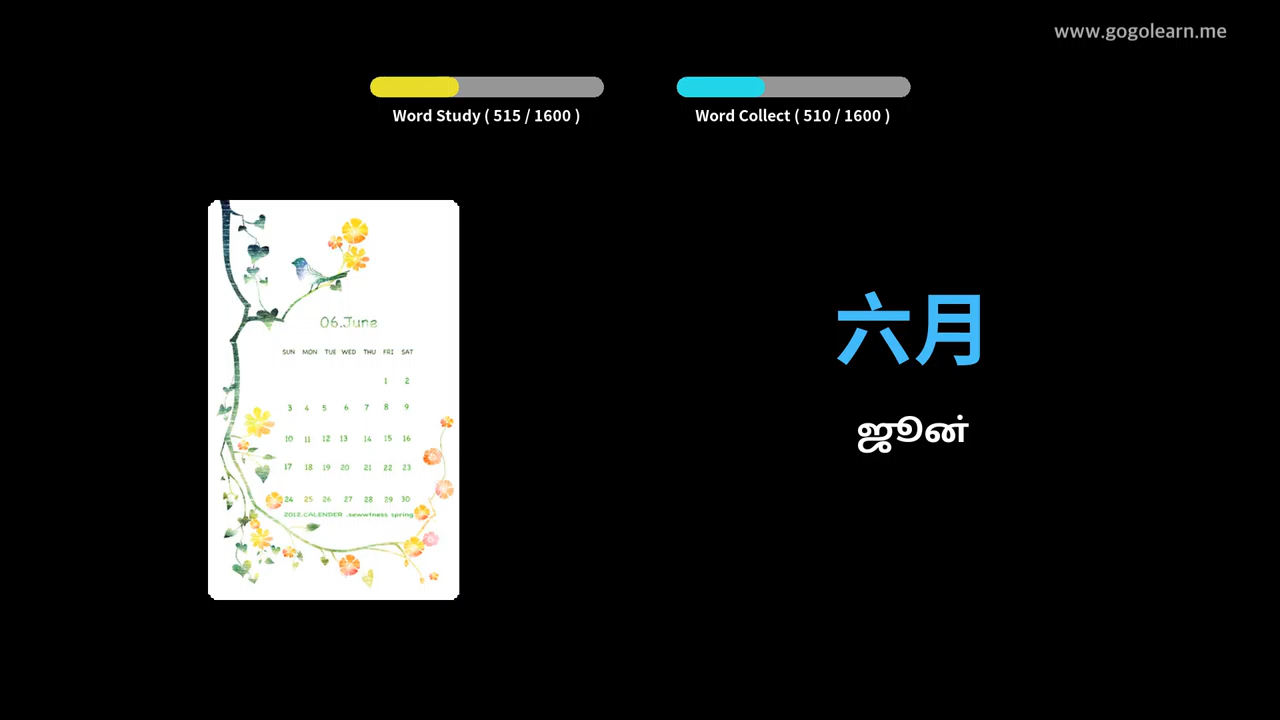 www.gogolearn.me
Word Study ( 515 / 1600 )
Word Collect ( 510 / 1600 )
06.June
SUN MON TUE WED THU FRI SAT
1 2
3 4 5 6 7 8 9
10 11 12 13 14 15 16
17 18 19 20 21 22 23
24 25 26 27 28 29 30
2012.CALENDER .sewwtness spring
六月
ஜூன்